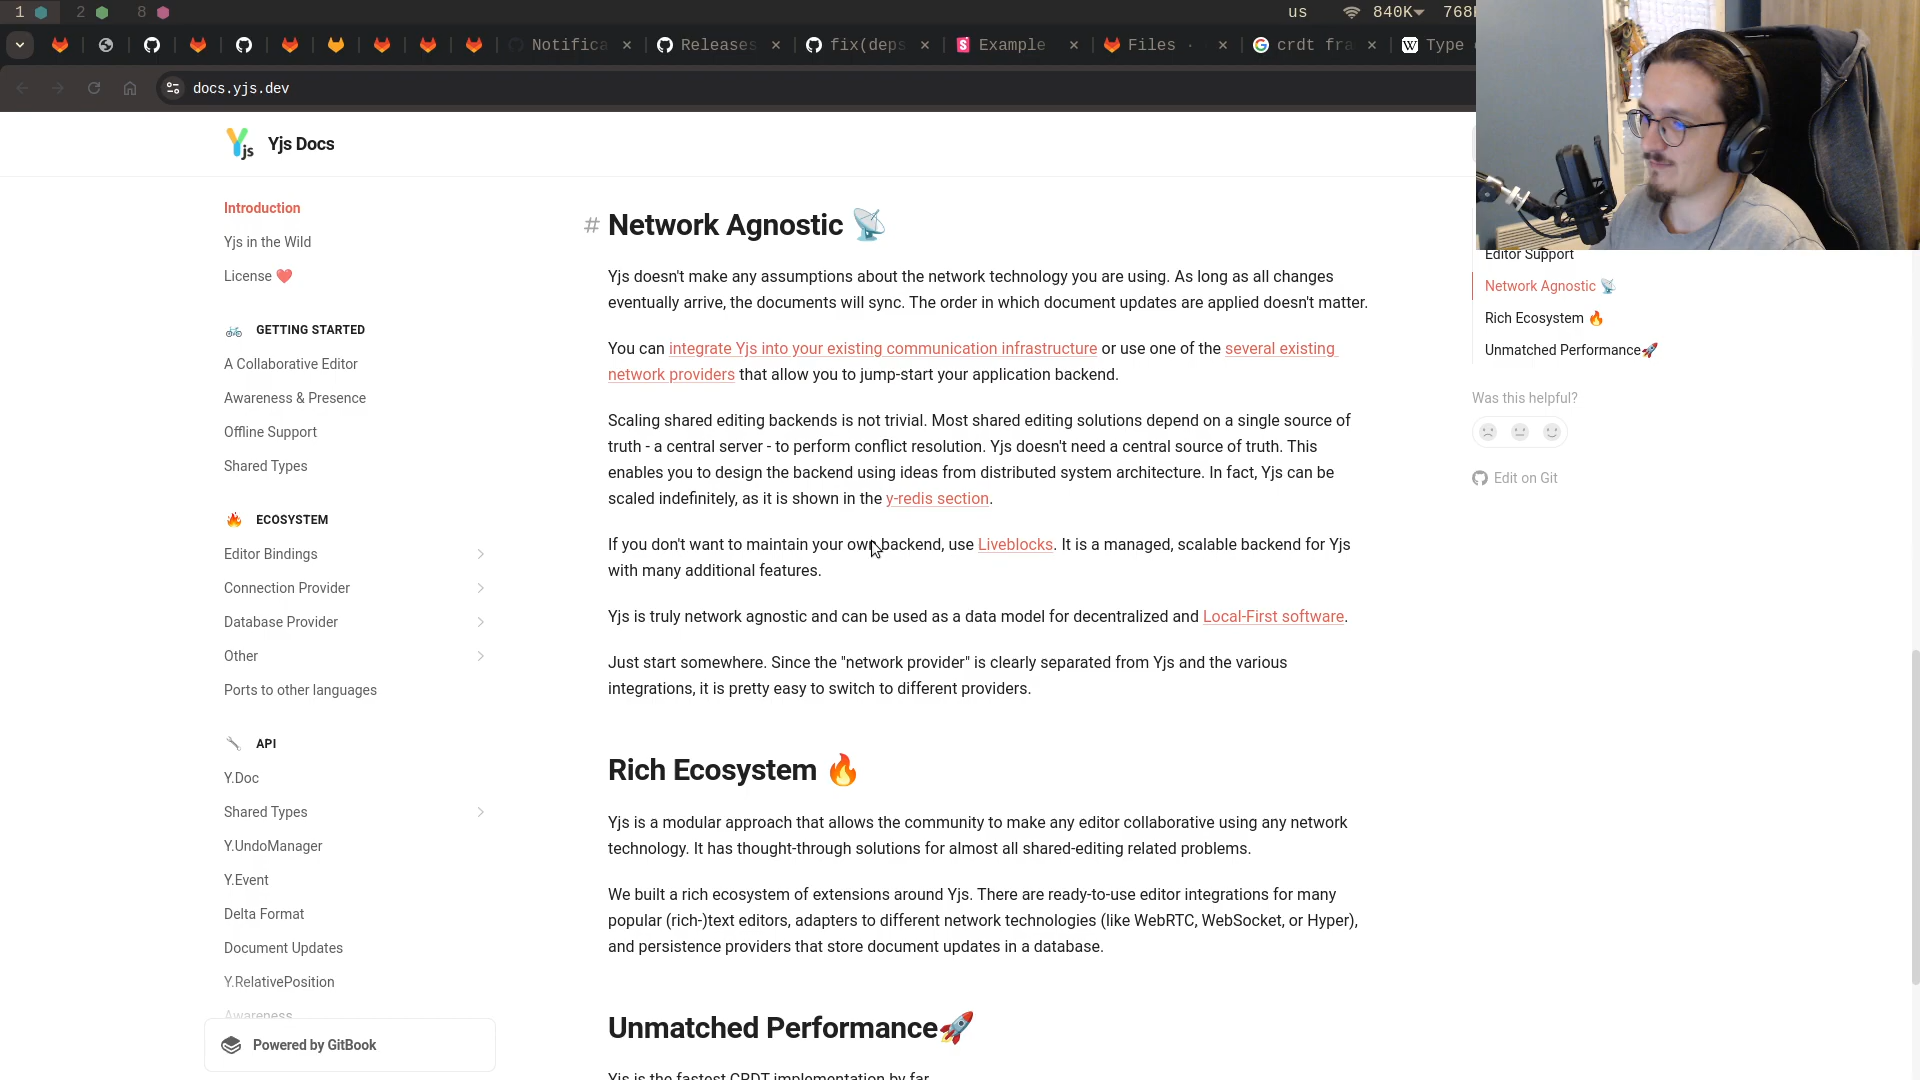 1 2 8 us 840K 768K
Notifica Releases fix(deps Example Files · crdt fra Type
docs.yjs.dev
Yjs Docs
Introduction
Yjs in the Wild
License ❤️
GETTING STARTED
A Collaborative Editor
Awareness & Presence
Offline Support
Shared Types
ECOSYSTEM
Editor Bindings
Connection Provider
Database Provider
Other
Ports to other languages
API
Y.Doc
Shared Types
Y.UndoManager
Y.Event
Delta Format
Document Updates
Y.RelativePosition
Awareness
Powered by GitBook
# Network Agnostic 📡
Yjs doesn't make any assumptions about the network technology you are using. As long as all changes
eventually arrive, the documents will sync. The order in which document updates are applied doesn't matter.
You can integrate Yjs into your existing communication infrastructure or use one of the several existing
network providers that allow you to jump-start your application backend.
Scaling shared editing backends is not trivial. Most shared editing solutions depend on a single source of
truth - a central server - to perform conflict resolution. Yjs doesn't need a central source of truth. This
enables you to design the backend using ideas from distributed system architecture. In fact, Yjs can be
scaled indefinitely, as it is shown in the y-redis section.
If you don't want to maintain your own backend, use Liveblocks. It is a managed, scalable backend for Yjs
with many additional features.
Yjs is truly network agnostic and can be used as a data model for decentralized and Local-First software.
Just start somewhere. Since the "network provider" is clearly separated from Yjs and the various
integrations, it is pretty easy to switch to different providers.
Rich Ecosystem 🔥
Yjs is a modular approach that allows the community to make any editor collaborative using any network
technology. It has thought-through solutions for almost all shared-editing related problems.
We built a rich ecosystem of extensions around Yjs. There are ready-to-use editor integrations for many
popular (rich-)text editors, adapters to different network technologies (like WebRTC, WebSocket, or Hyper),
and persistence providers that store document updates in a database.
Unmatched Performance🚀
Yjs is the fastest CRDT implementation by far
Editor Support
Network Agnostic 📡
Rich Ecosystem 🔥
Unmatched Performance🚀
Was this helpful?
Edit on Git